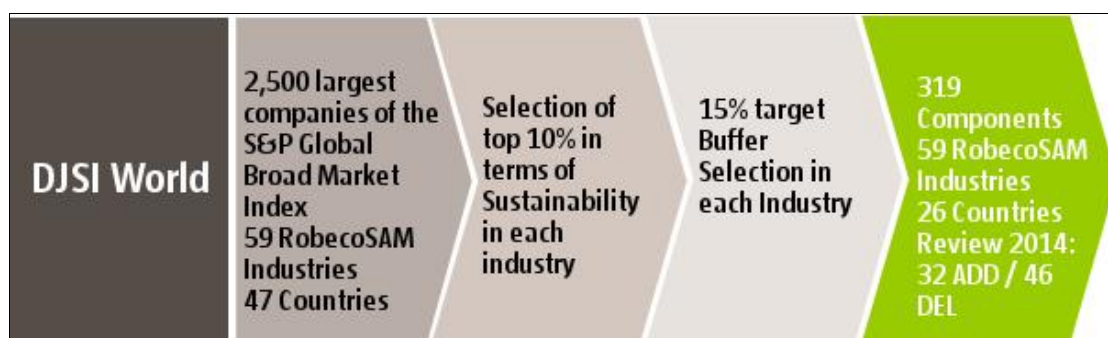 DJSI World
2,500 largest
companies of the
S&P Global
Broad Market
Index
59 RobecoSAM
Industries
47 Countries
Selection of
top 10% in
terms of
Sustainability
in each
industry
15% target
Buffer
Selection in
each Industry
319
Components
59 RobecoSAM
Industries
26 Countries
Review 2014:
32 ADD / 46
DEL